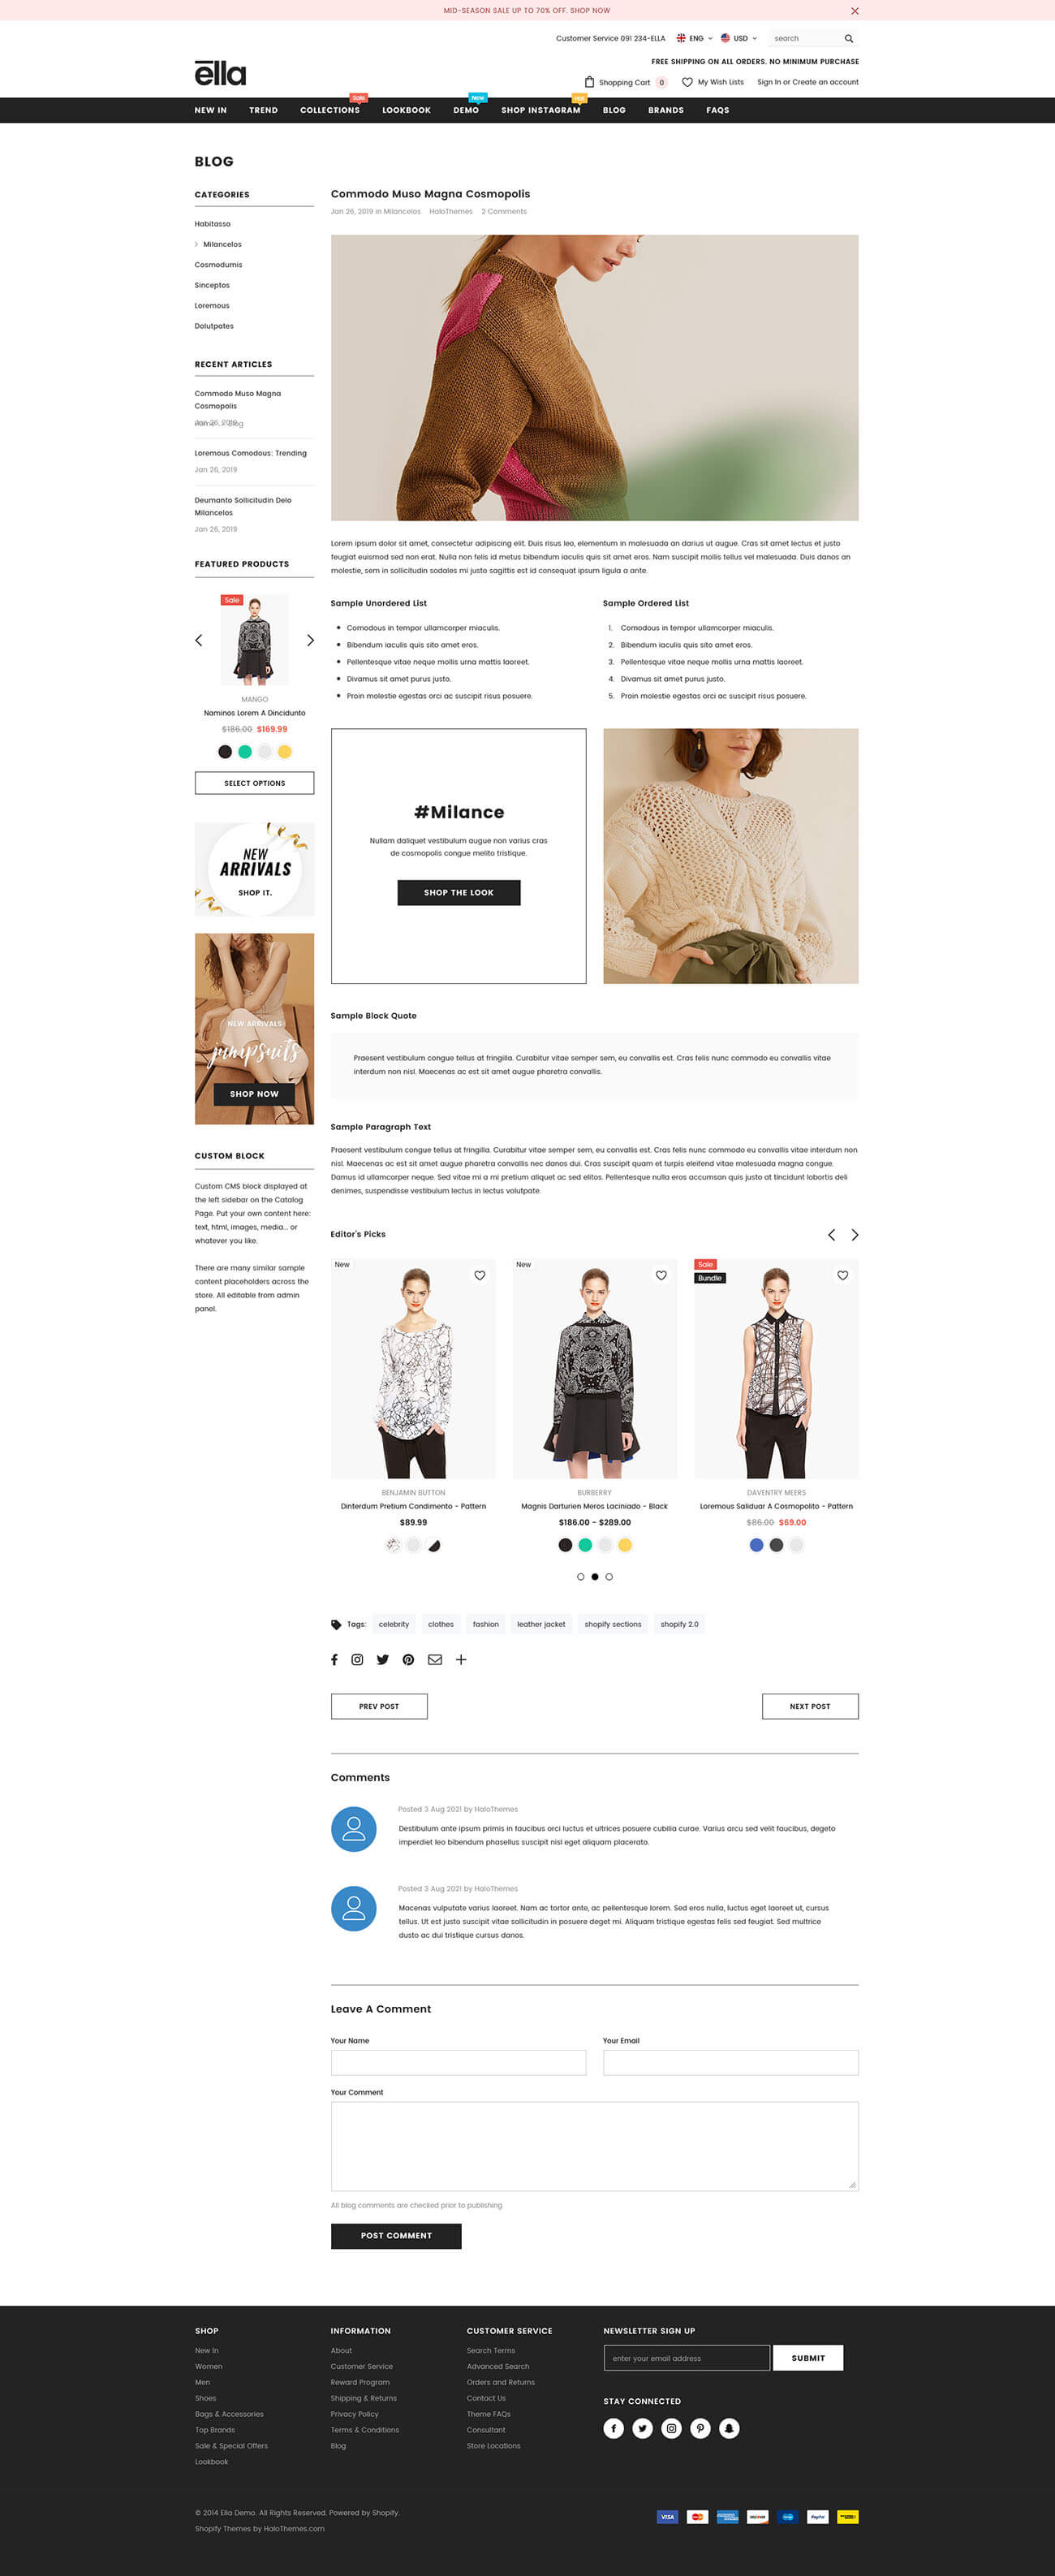 MID-SEASON SALE UP TO 70% OFF. SHOP NOW
Customer Service 091 234-ELLA ENG USD search
FREE SHIPPING ON ALL ORDERS. NO MINIMUM PURCHASE
ella
Shopping Cart 0 My Wish Lists Sign In or Create an account
Sale New Hot
NEW IN TREND COLLECTIONS LOOKBOOK DEMO SHOP INSTAGRAM BLOG BRANDS FAQS
BLOG
CATEGORIES
Habitasso
Milancelos
Cosmodumis
Sinceptos
Loremous
Dolutpates
RECENT ARTICLES
Commodo Muso Magna
Cosmopolis
Jan 26, 2019
Loremous Comodous: Trending
Jan 26, 2019
Deumanto Sollicitudin Delo
Milancelos
Jan 26, 2019
FEATURED PRODUCTS
Sale
MANGO
Naminos Lorem A Dincidunto
$186.00 $169.99
SELECT OPTIONS
NEW
ARRIVALS
SHOP IT.
NEW ARRIVALS
jumpsuits
SHOP NOW
CUSTOM BLOCK
Custom CMS block displayed at
the left sidebar on the Catalog
Page. Put your own content here:
text, html, images, media... or
whatever you like.
There are many similar sample
content placeholders across the
store. All editable from admin
panel.
Commodo Muso Magna Cosmopolis
Jan 26, 2019 in Milancelos HaloThemes 2 Comments
Lorem ipsum dolor sit amet, consectetur adipiscing elit. Duis risus leo, elementum in malesuada an darius ut augue. Cras sit amet lectus et justo
feugiat euismod sed non erat. Nulla non felis id metus bibendum iaculis quis sit amet eros. Nam suscipit mollis tellus vel malesuada. Duis danos an
molestie, sem in sollicitudin sodales mi justo sagittis est id consequat ipsum ligula a ante.
Sample Unordered List
Comodous in tempor ullamcorper miaculis.
Bibendum iaculis quis sito amet eros.
Pellentesque vitae neque mollis urna mattis laoreet.
Divamus sit amet purus justo.
Proin molestie egestas orci ac suscipit risus posuere.
Sample Ordered List
1. Comodous in tempor ullamcorper miaculis.
2. Bibendum iaculis quis sito amet eros.
3. Pellentesque vitae neque mollis urna mattis laoreet.
4. Divamus sit amet purus justo.
5. Proin molestie egestas orci ac suscipit risus posuere.
#Milance
Nullam daliquet vestibulum augue non varius cras
de cosmopolis congue melito tristique.
SHOP THE LOOK
Sample Block Quote
Praesent vestibulum congue tellus at fringilla. Curabitur vitae semper sem, eu convallis est. Cras felis nunc commodo eu convallis vitae
interdum non nisl. Maecenas ac est sit amet augue pharetra convallis.
Sample Paragraph Text
Praesent vestibulum congue tellus at fringilla. Curabitur vitae semper sem, eu convallis est. Cras felis nunc commodo eu convallis vitae interdum non
nisl. Maecenas ac est sit amet augue pharetra convallis nec danos dui. Cras suscipit quam et turpis eleifend vitae malesuada magna congue.
Damus id ullamcorper neque. Sed vitae mi a mi pretium aliquet ac sed elitos. Pellentesque nulla eros accumsan quis justo at tincidunt lobortis deli
denimes, suspendisse vestibulum lectus in lectus volutpate.
Editor's Picks
New
BENJAMIN BUTTON
Dinterdum Pretium Condimento - Pattern
$89.99
New
BURBERRY
Magnis Darturien Meros Laciniado - Black
$186.00 - $289.00
Sale
Bundle
DAVENTRY MEERS
Loremous Saliduar A Cosmopolito - Pattern
$86.00 $69.00
Tags: celebrity clothes fashion leather jacket shopify sections shopify 2.0
PREV POST NEXT POST
Comments
Posted 3 Aug 2021 by HaloThemes
Destibulum ante ipsum primis in faucibus orci luctus et ultrices posuere cubilia curae. Varius arcu sed velit faucibus, degeto
imperdiet leo bibendum phasellus suscipit nisl eget aliquam placerato.
Posted 3 Aug 2021 by HaloThemes
Macenas vulputate varius laoreet. Nam ac tortor ante, ac pellentesque lorem. Sed eros nulla, luctus eget laoreet ut, cursus
tellus. Ut est justo suscipit vitae sollicitudin in posuere deget mi. Aliquam tristique egestas felis sed feugiat. Sed multrice
dusto ac dui tristique cursus danos.
Leave A Comment
Your Name Your Email
Your Comment
All blog comments are checked prior to publishing
POST COMMENT
SHOP
New In
Women
Men
Shoes
Bags & Accessories
Top Brands
Sale & Special Offers
Lookbook
INFORMATION
About
Customer Service
Reward Program
Shipping & Returns
Privacy Policy
Terms & Conditions
Blog
CUSTOMER SERVICE
Search Terms
Advanced Search
Orders and Returns
Contact Us
Theme FAQs
Consultant
Store Locations
NEWSLETTER SIGN UP
enter your email address SUBMIT
STAY CONNECTED
© 2014 Ella Demo. All Rights Reserved. Powered by Shopify.
Shopify Themes by HaloThemes.com
VISA
PayPal